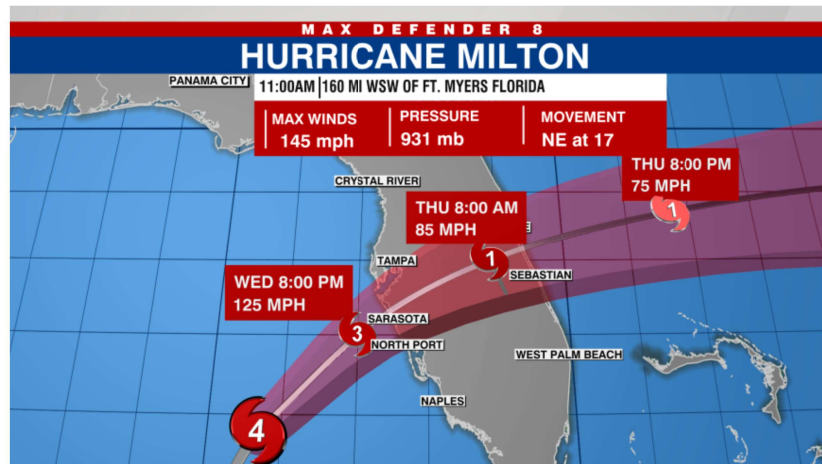 MAX DEFENDER 8
HURRICANE MILTON
PANAMA CITY
11:00AM | 160 MI WSW OF FT. MYERS FLORIDA
MAX WINDS
145 mph
PRESSURE
931 mb
MOVEMENT
NE at 17
THU 8:00 PM
75 MPH
1
CRYSTAL RIVER
THU 8:00 AM
85 MPH
1
TAMPA
SEBASTIAN
WED 8:00 PM
125 MPH
SARASOTA
3
NORTH PORT
WEST PALM BEACH
NAPLES
4